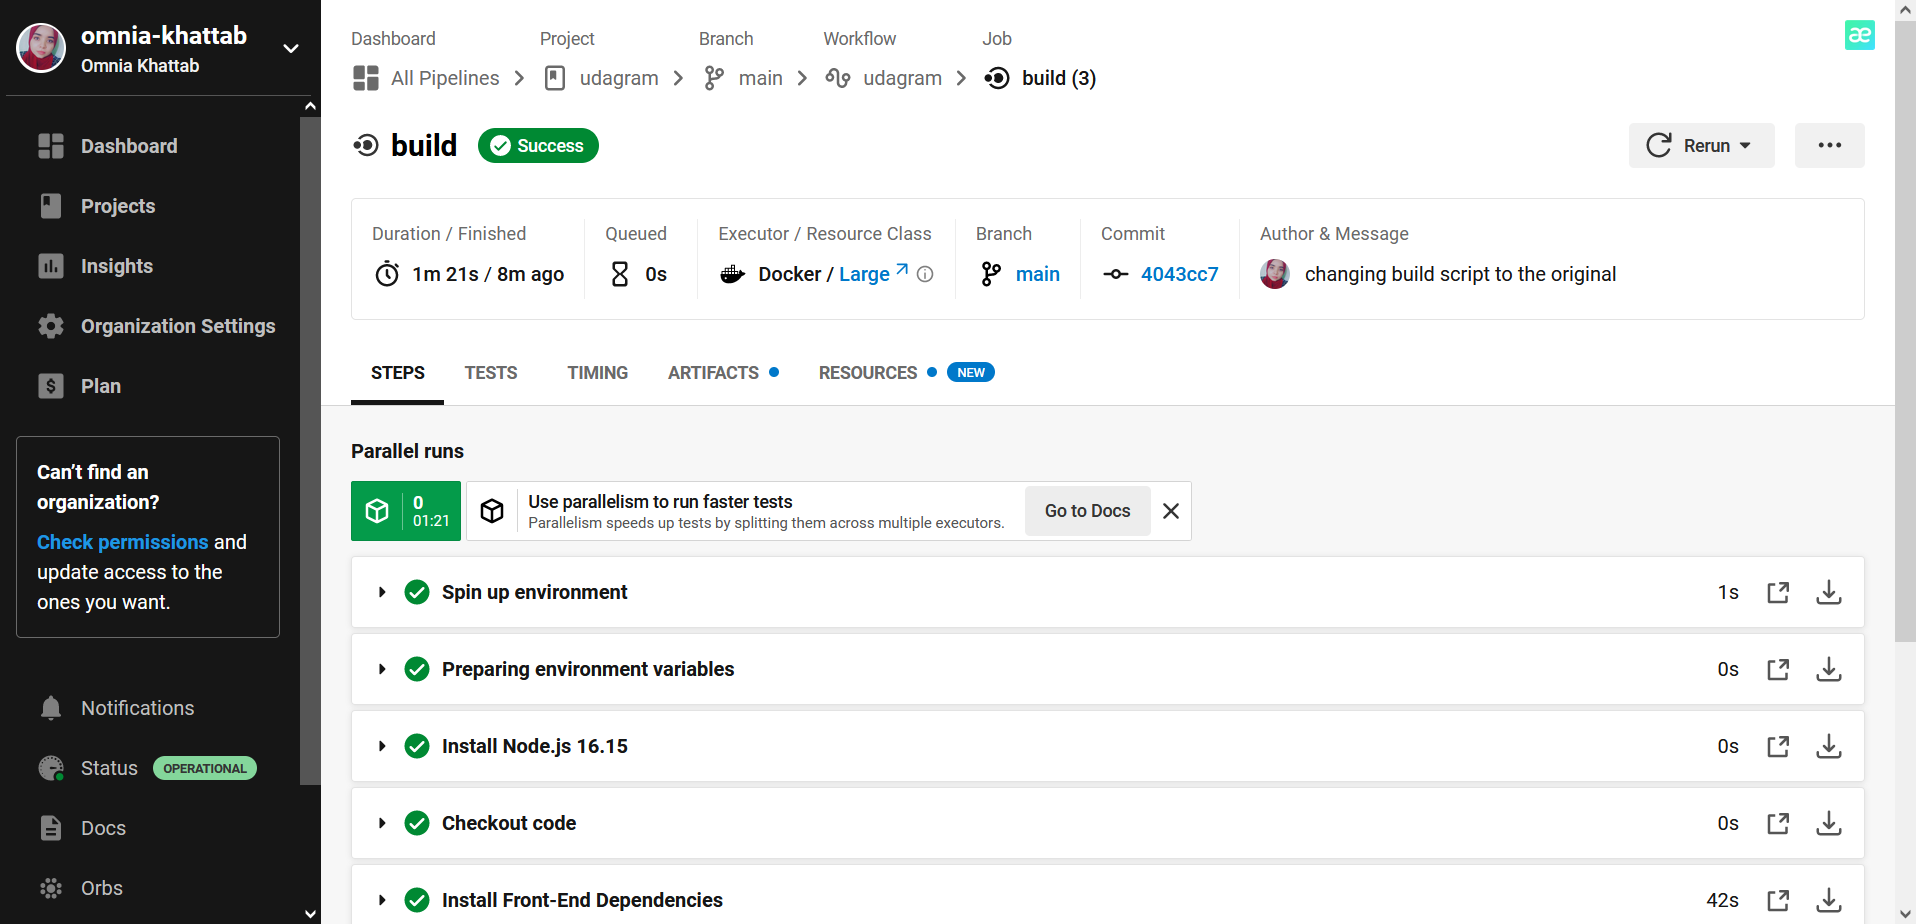 omnia-khattab
Omnia Khattab
Dashboard
Projects
Insights
Organization Settings
Plan
Can’t find an
organization?
Check permissions and
update access to the
ones you want.
Notifications
Status OPERATIONAL
Docs
Orbs
Dashboard Project Branch Workflow Job
All Pipelines udagram main udagram build (3)
æ
build Success
Rerun
Duration / Finished Queued Executor / Resource Class Branch Commit Author & Message
1m 21s / 8m ago 0s Docker / Large main 4043cc7 changing build script to the original
STEPS TESTS TIMING ARTIFACTS RESOURCES NEW
Parallel runs
0
01:21
Use parallelism to run faster tests
Parallelism speeds up tests by splitting them across multiple executors.
Go to Docs
Spin up environment 1s
Preparing environment variables 0s
Install Node.js 16.15 0s
Checkout code 0s
Install Front-End Dependencies 42s